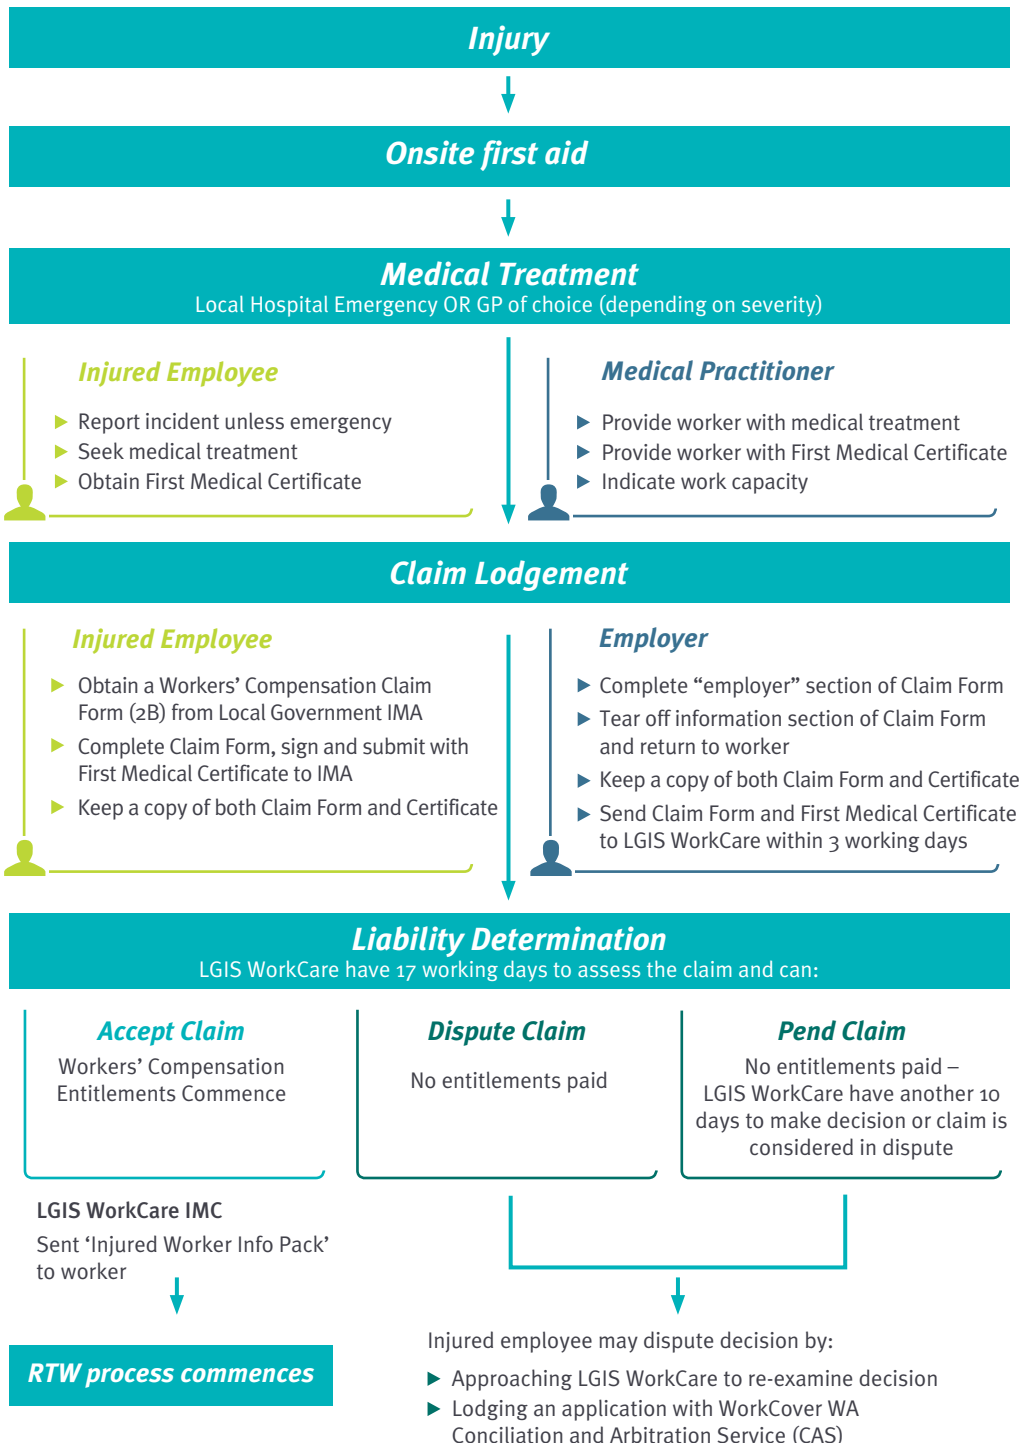 Injury
Onsite first aid
Medical Treatment
Local Hospital Emergency OR GP of choice (depending on severity)
Injured Employee
Report incident unless emergency
Seek medical treatment
Obtain First Medical Certificate
Medical Practitioner
Provide worker with medical treatment
Provide worker with First Medical Certificate
Indicate work capacity
Claim Lodgement
Injured Employee
Obtain a Workers' Compensation Claim
Form (2B) from Local Government IMA
Complete Claim Form, sign and submit with
First Medical Certificate to IMA
Keep a copy of both Claim Form and Certificate
Employer
Complete “employer” section of Claim Form
Tear off information section of Claim Form
and return to worker
Keep a copy of both Claim Form and Certificate
Send Claim Form and First Medical Certificate
to LGIS WorkCare within 3 working days
Liability Determination
LGIS WorkCare have 17 working days to assess the claim and can:
Accept Claim
Workers' Compensation
Entitlements Commence
Dispute Claim
No entitlements paid
Pend Claim
No entitlements paid –
LGIS WorkCare have another 10
days to make decision or claim is
considered in dispute
LGIS WorkCare IMC
Sent ‘Injured Worker Info Pack’
to worker
RTW process commences
Injured employee may dispute decision by:
Approaching LGIS WorkCare to re-examine decision
Lodging an application with WorkCover WA
Conciliation and Arbitration Service (CAS)